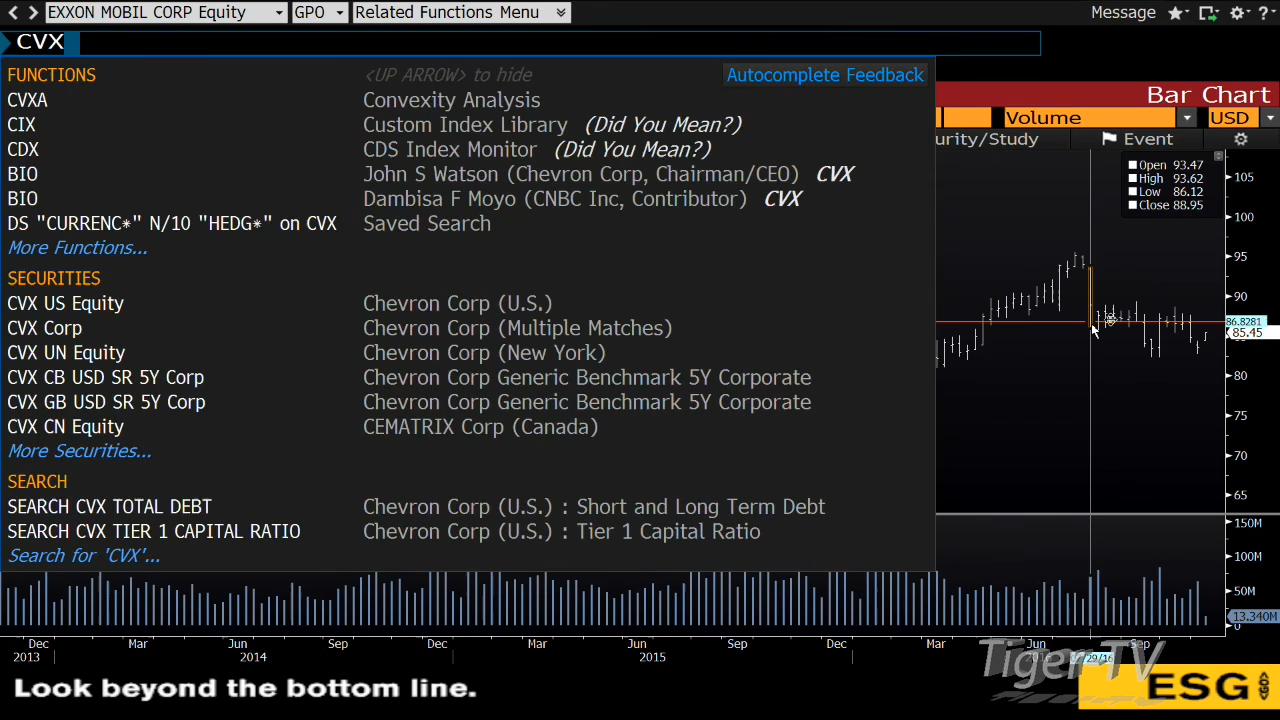 EXXON MOBIL CORP Equity GPO Related Functions Menu Message ?
CVX
FUNCTIONS <UP ARROW> to hide Autocomplete Feedback
CVXA Convexity Analysis
CIX Custom Index Library (Did You Mean?)
CDX CDS Index Monitor (Did You Mean?)
BIO John S Watson (Chevron Corp, Chairman/CEO) CVX
BIO Dambisa F Moyo (CNBC Inc, Contributor) CVX
DS "CURRENC*" N/10 "HEDG*" on CVX Saved Search
More Functions...
SECURITIES
CVX US Equity Chevron Corp (U.S.)
CVX Corp Chevron Corp (Multiple Matches)
CVX UN Equity Chevron Corp (New York)
CVX CB USD SR 5Y Corp Chevron Corp Generic Benchmark 5Y Corporate
CVX GB USD SR 5Y Corp Chevron Corp Generic Benchmark 5Y Corporate
CVX CN Equity CEMATRIX Corp (Canada)
More Securities...
SEARCH
SEARCH CVX TOTAL DEBT Chevron Corp (U.S.) : Short and Long Term Debt
SEARCH CVX TIER 1 CAPITAL RATIO Chevron Corp (U.S.) : Tier 1 Capital Ratio
Search for 'CVX'...
Bar Chart
Volume USD
urity/Study Event
Open 93.47
High 93.62
Low 86.12
Close 88.95
105
100
95
90
86.8281
85.45
80
75
70
65
150M
100M
50M
13.340M
0
Dec Mar Jun Sep Dec Mar Jun Sep Dec Mar Jun Sep
2013 2014 2015 /29/16
Tiger TV
Look beyond the bottom line.
ESG